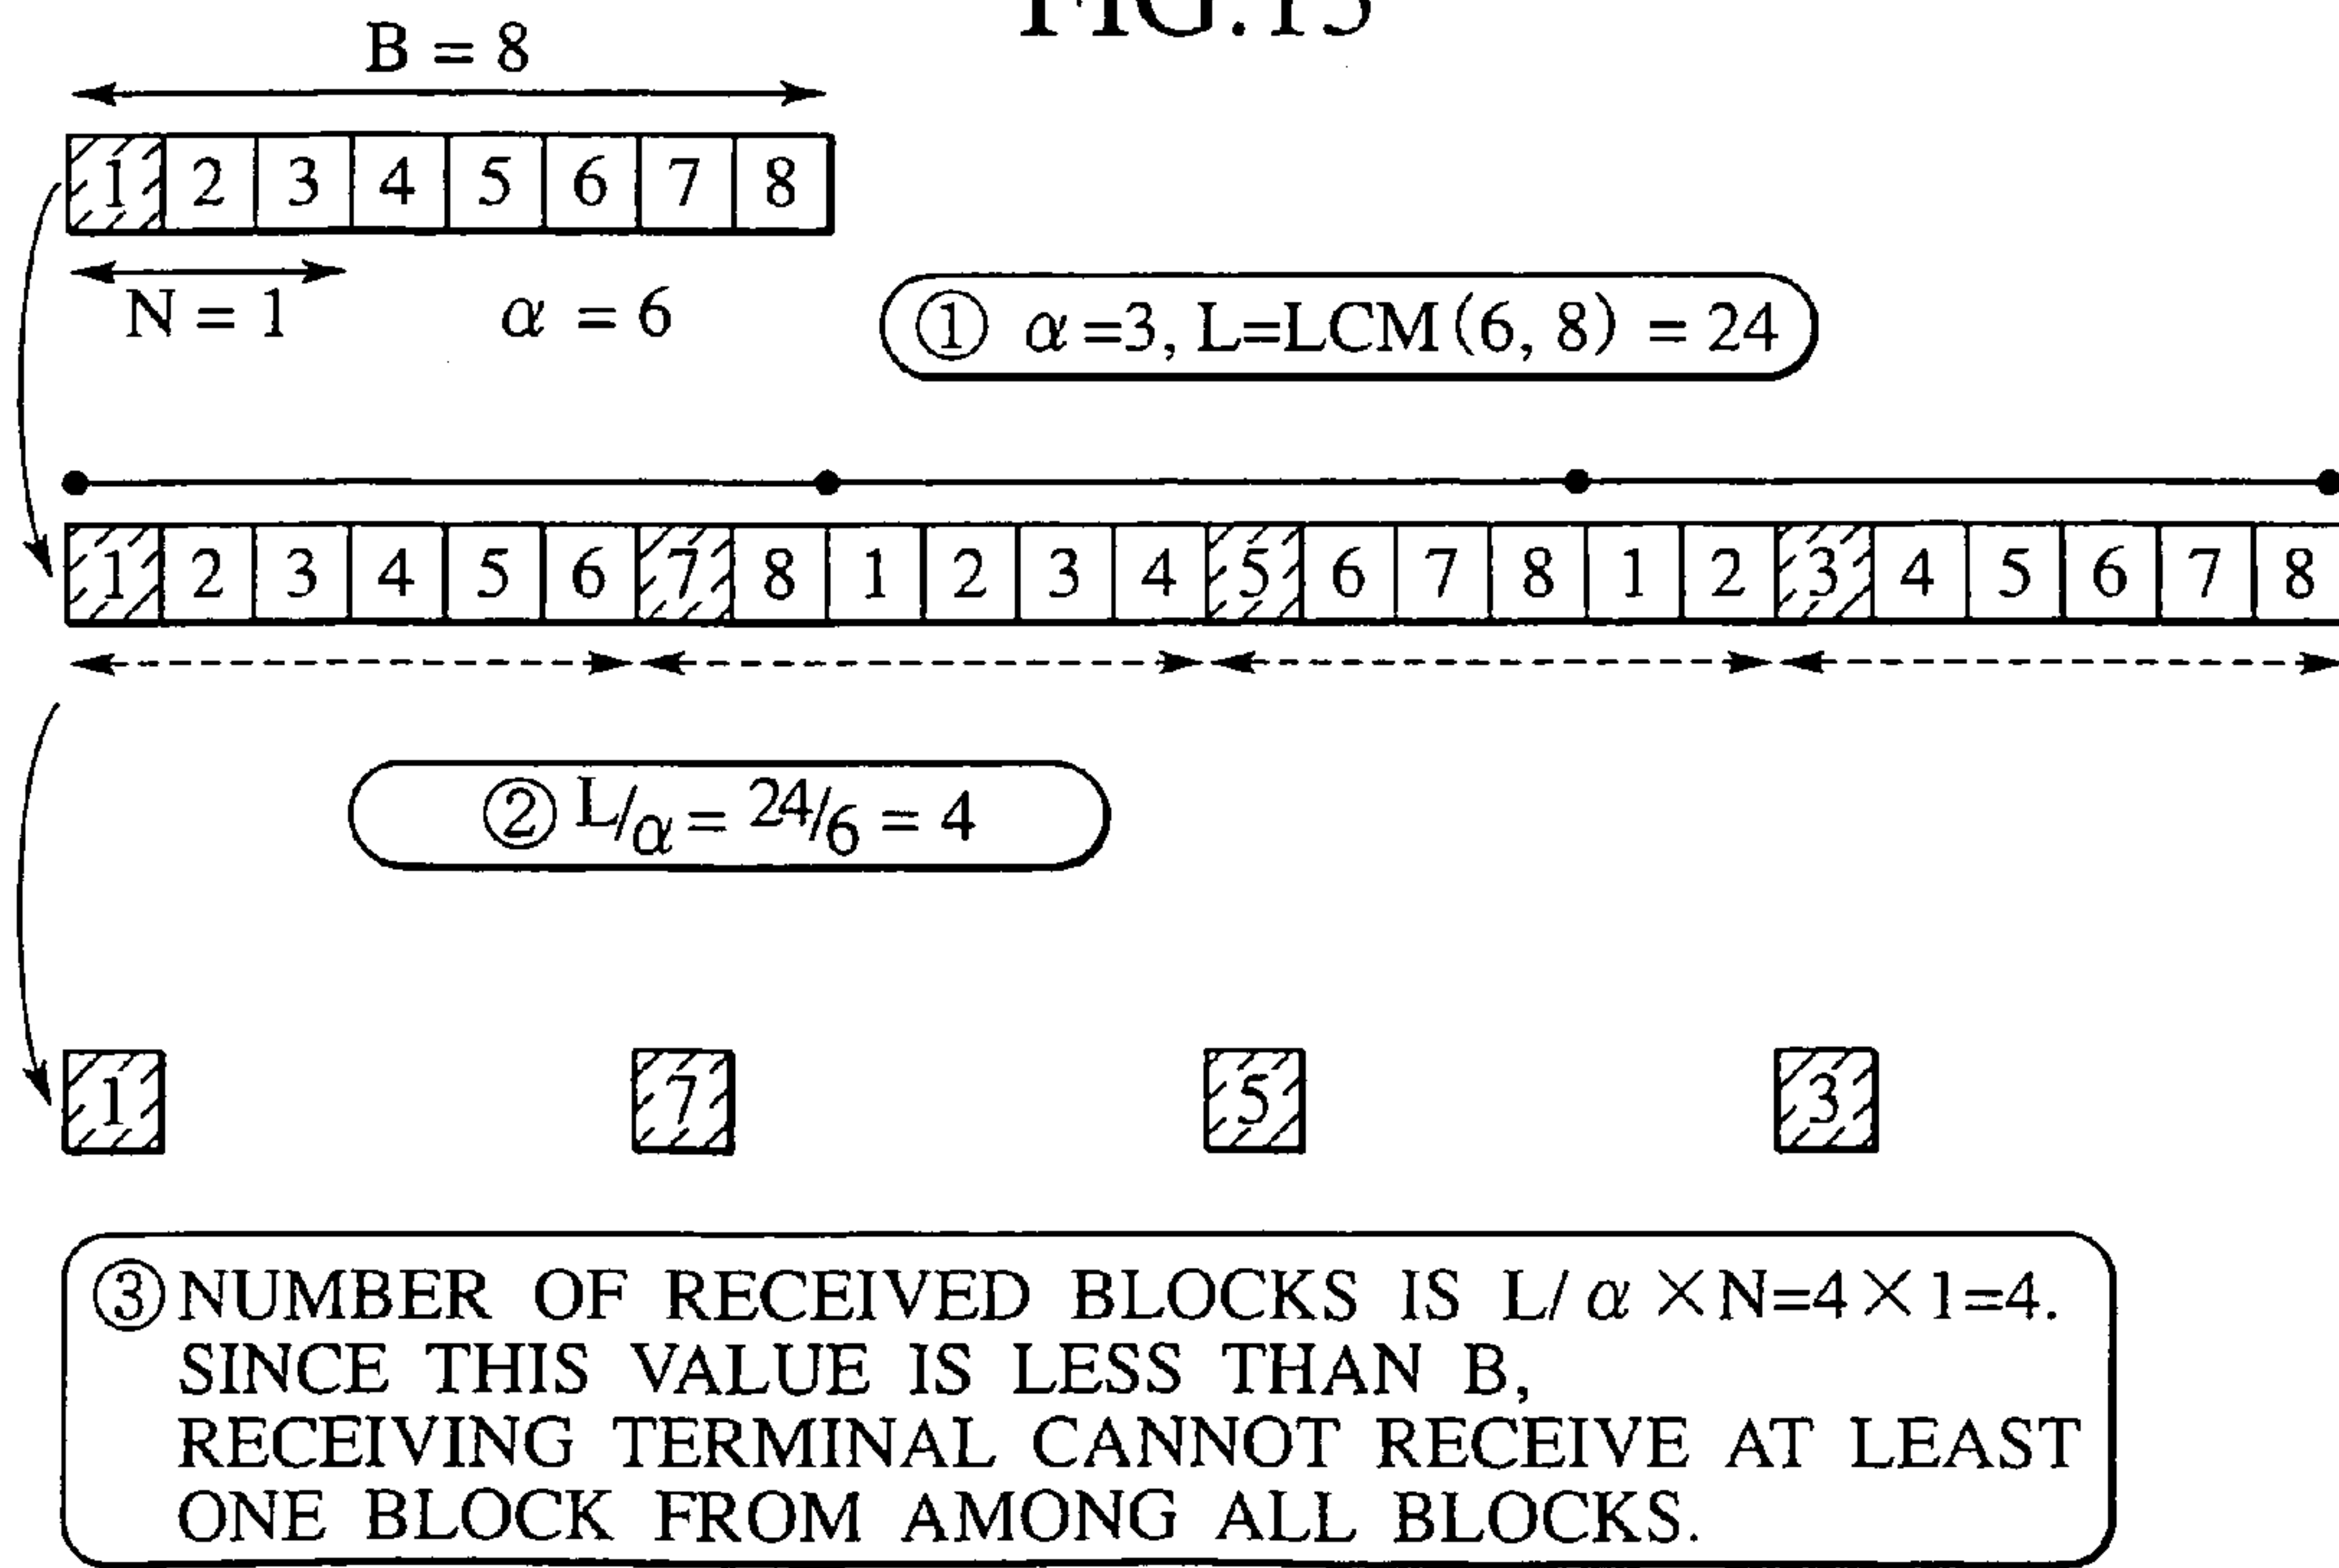 FIG.13
B = 8
1 2 3 4 5 6 7 8
N = 1 α = 6
① α=3, L=LCM(6, 8) = 24
1 2 3 4 5 6 7 8 1 2 3 4 5 6 7 8 1 2 3 4 5 6 7 8
② L/α = 24/6 = 4
1 7 5 3
③ NUMBER OF RECEIVED BLOCKS IS L/α×N=4×1=4.
SINCE THIS VALUE IS LESS THAN B,
RECEIVING TERMINAL CANNOT RECEIVE AT LEAST
ONE BLOCK FROM AMONG ALL BLOCKS.